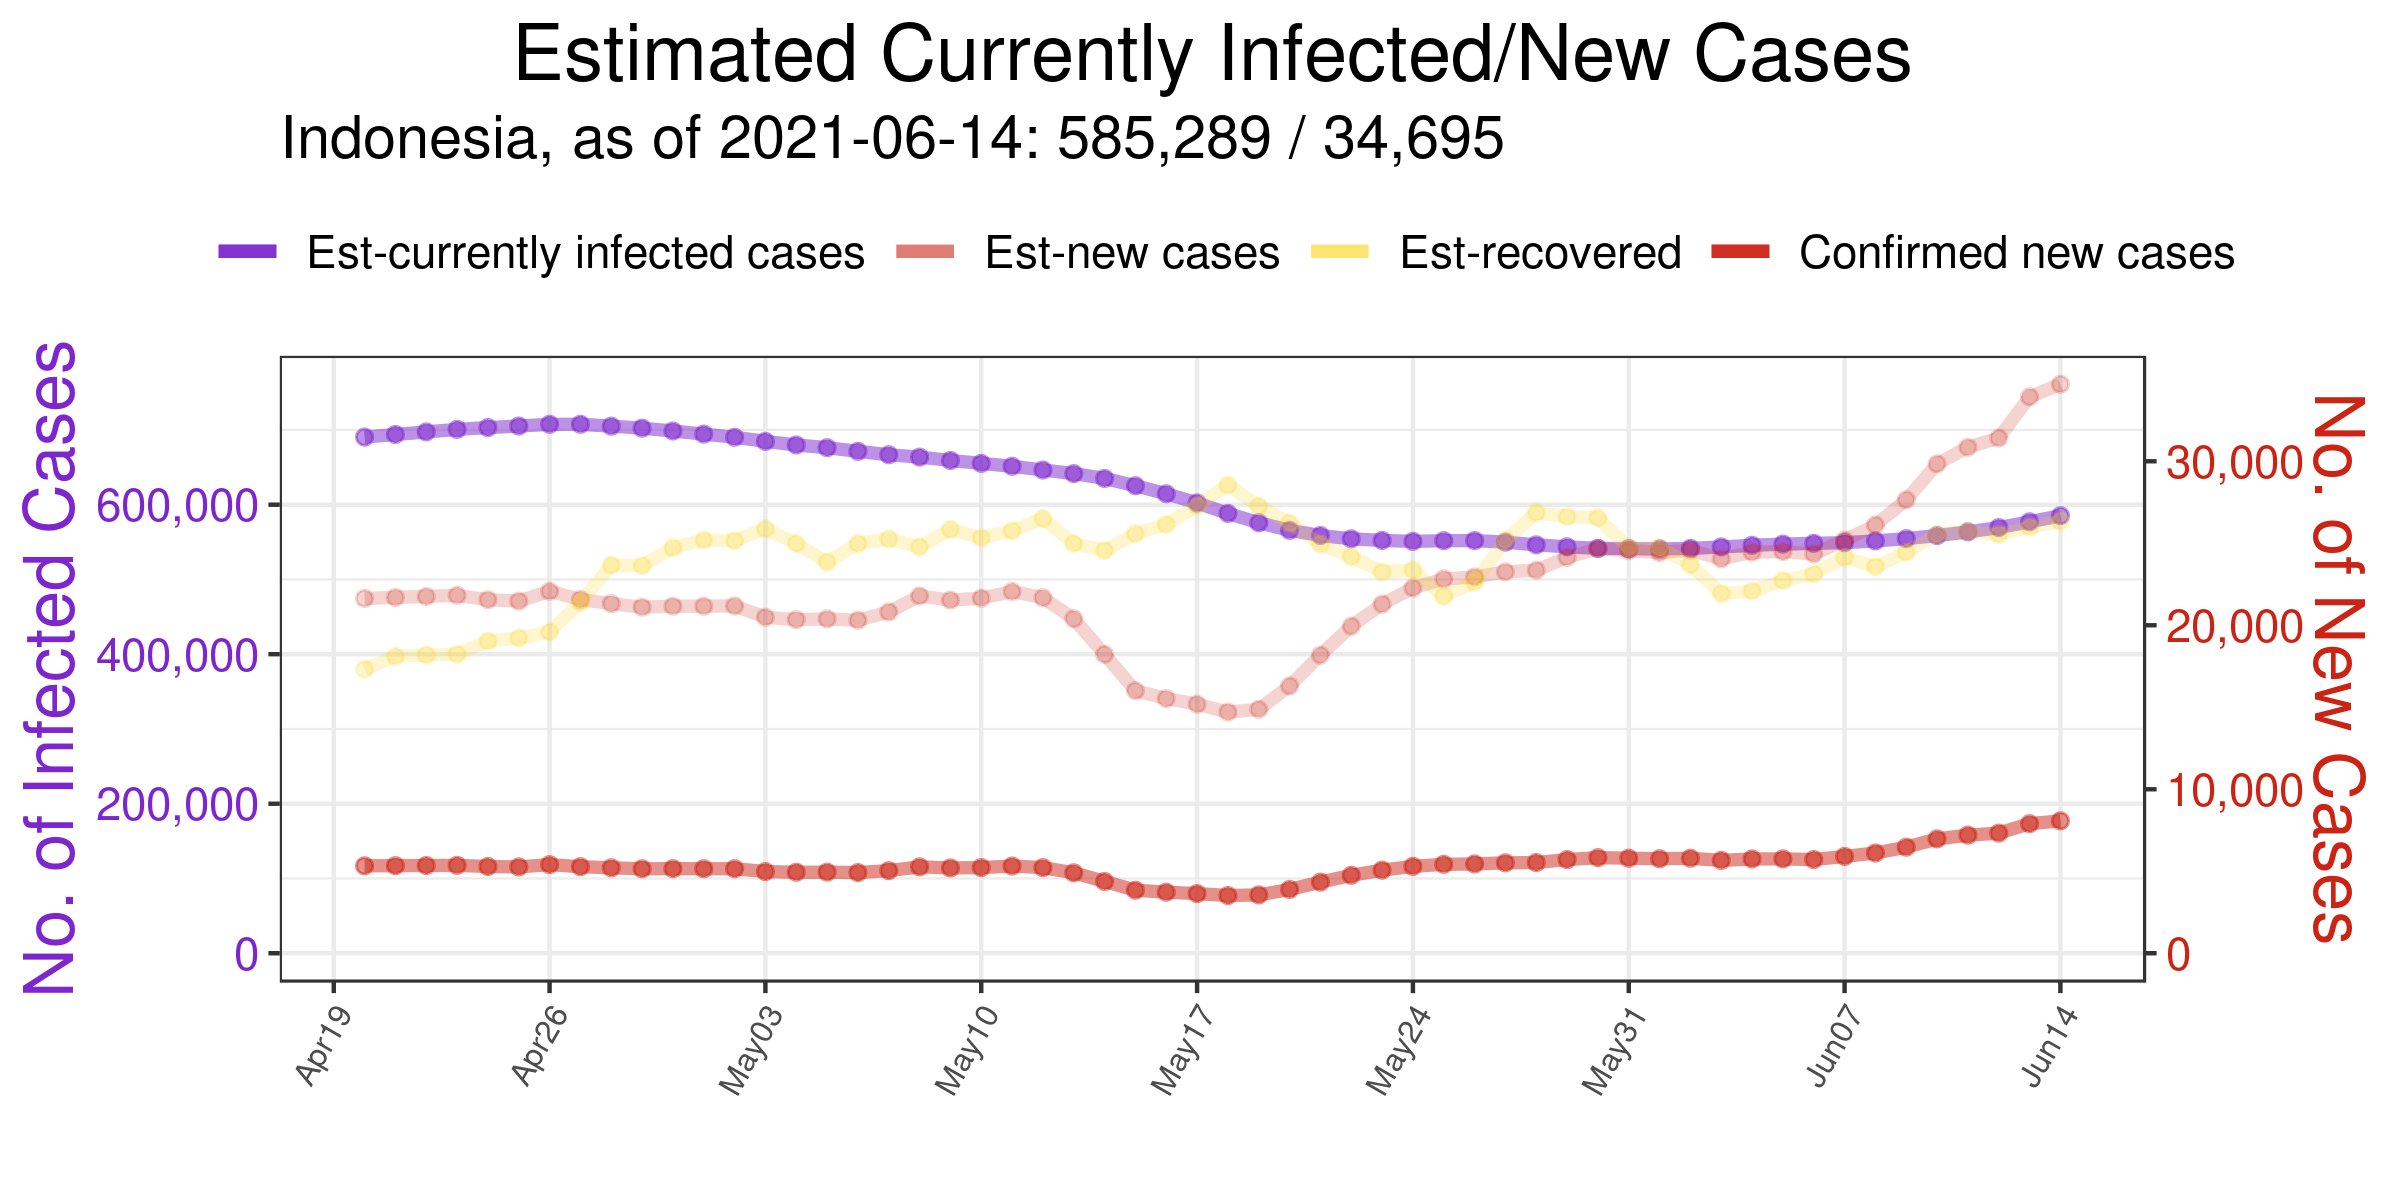 Estimated Currently Infected/New Cases
Indonesia, as of 2021-06-14: 585,289 / 34,695
Est-currently infected cases Est-new cases Est-recovered Confirmed new cases
No. of Infected Cases
600,000
400,000
200,000
0
30,000
20,000
10,000
0
No. of New Cases
Apr19 Apr26 May03 May10 May17 May24 May31 Jun07 Jun14